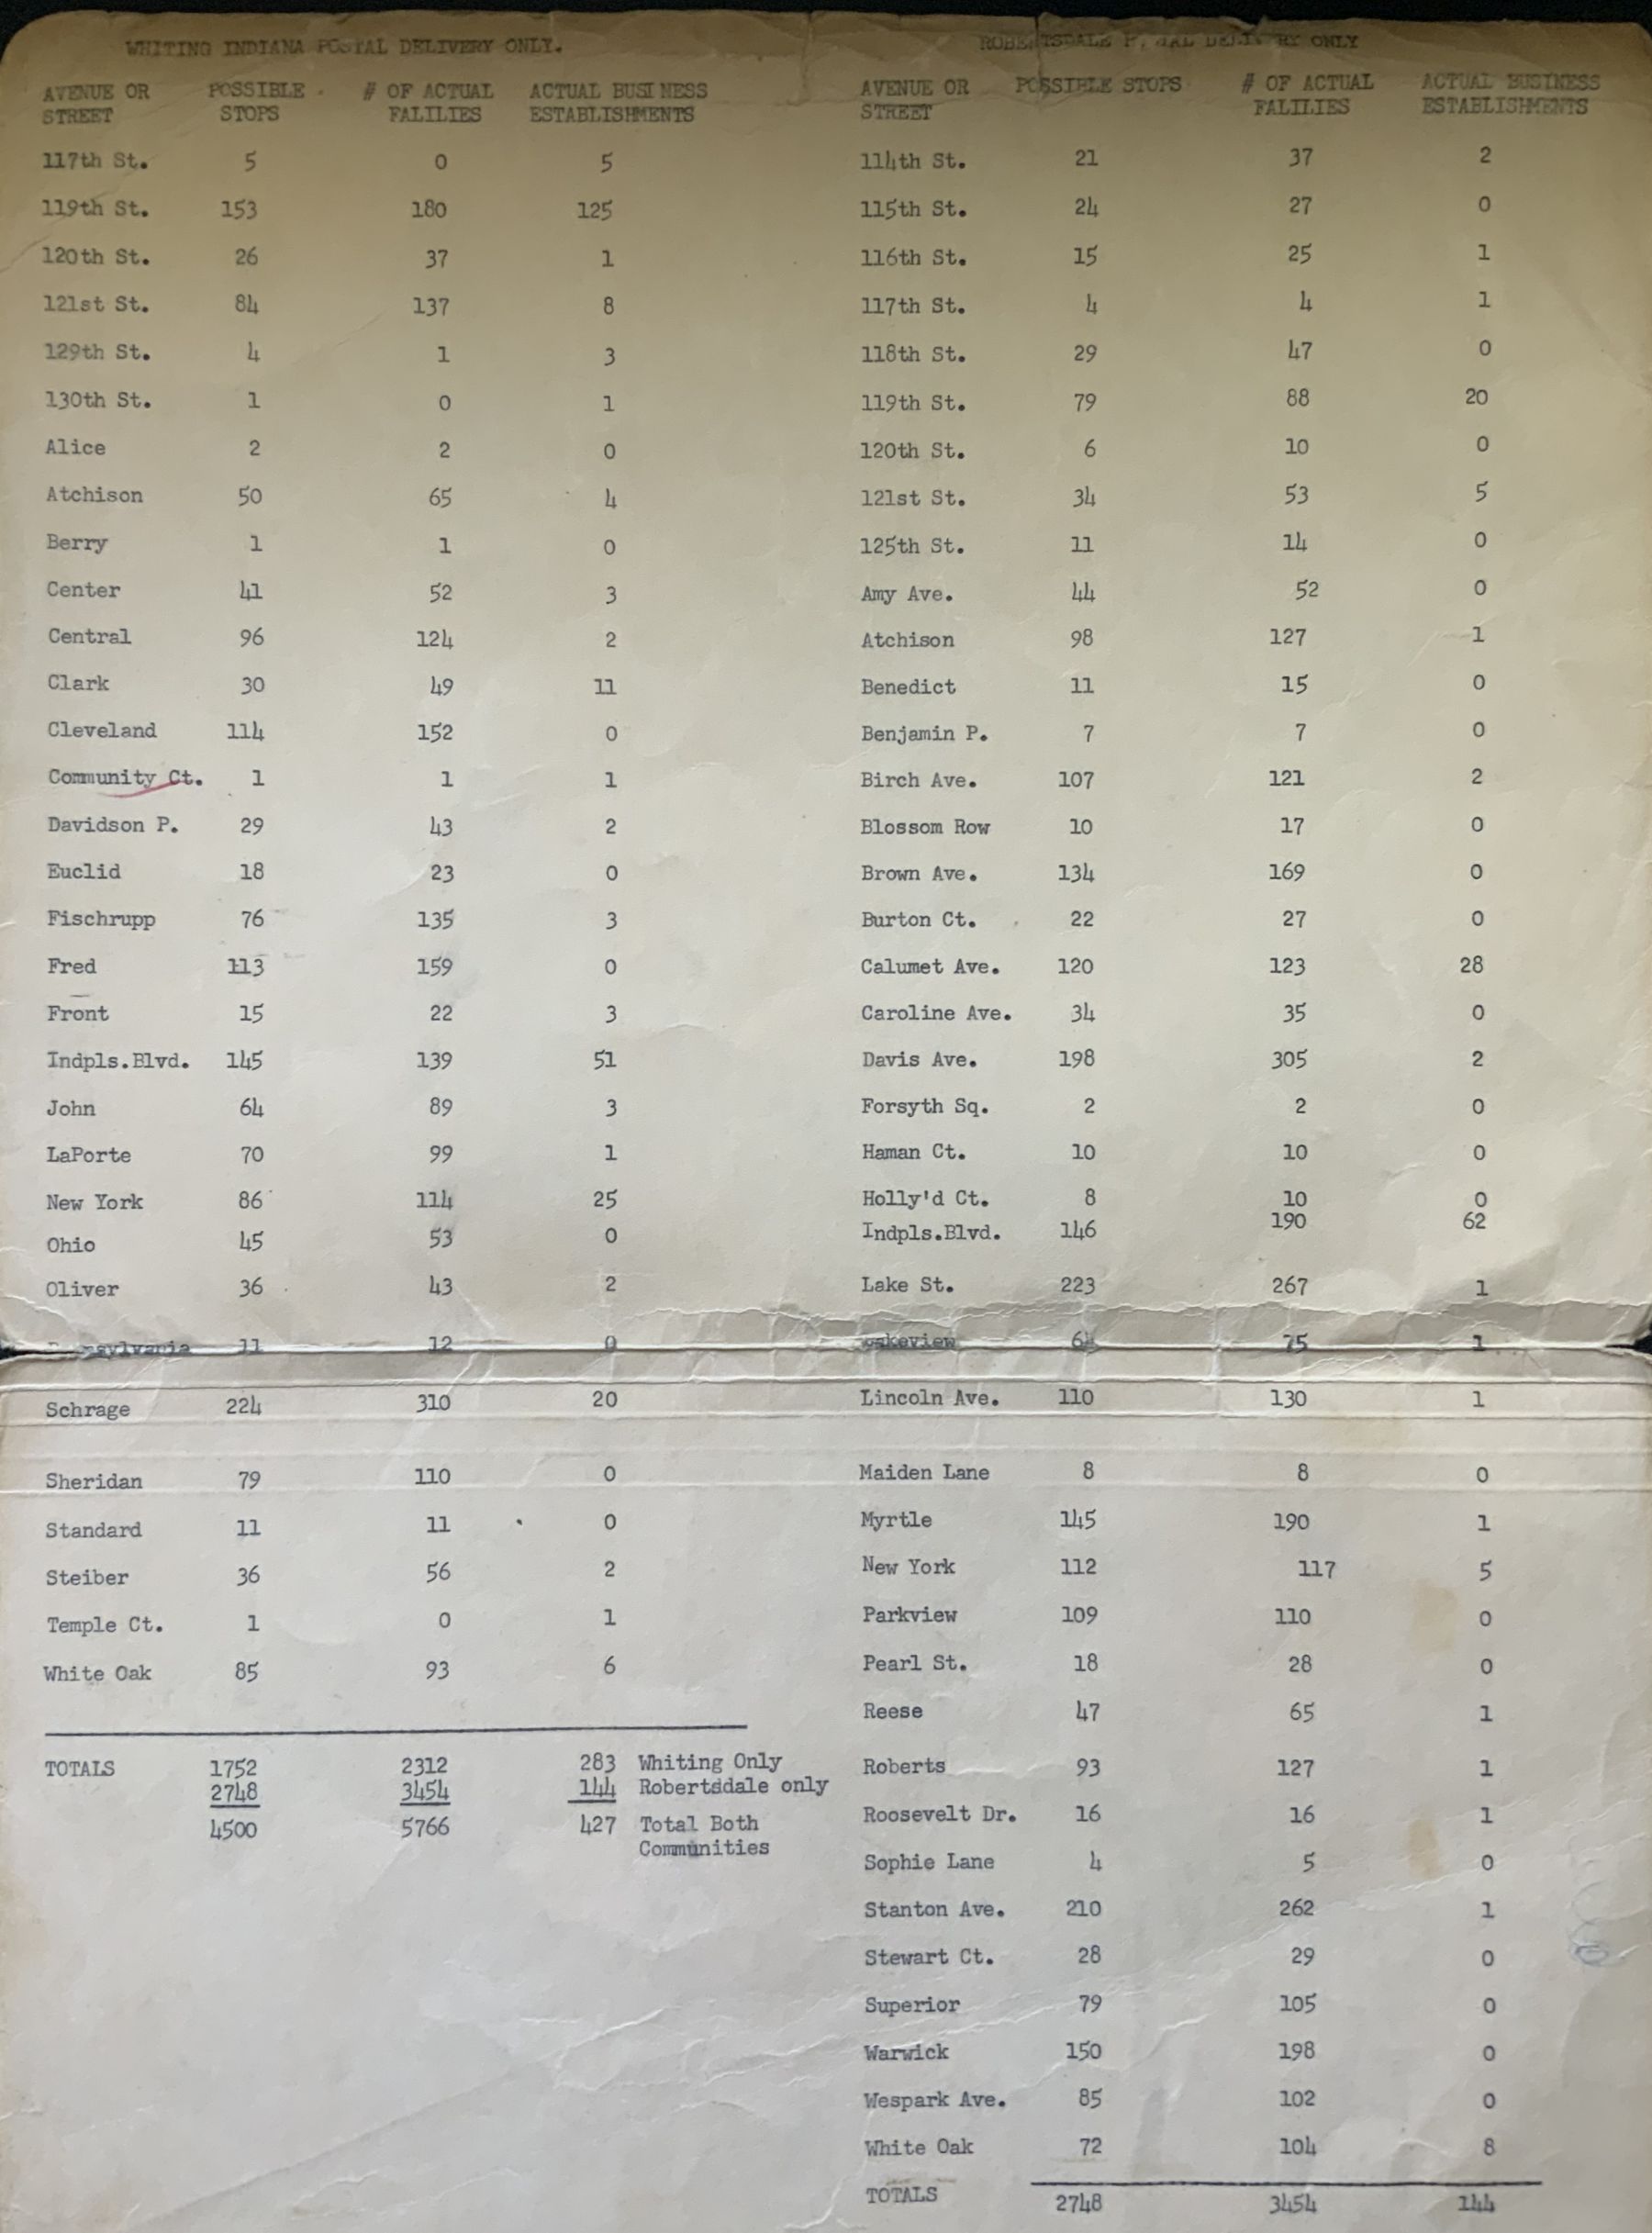 WHITING INDIANA POSTAL DELIVERY ONLY.
AVENUE OR POSSIBLE # OF ACTUAL ACTUAL BUSINESS
STREET STOPS FALILIES ESTABLISHMENTS
117th St. 5 0 5
119th St. 153 180 125
120th St. 26 37 1
121st St. 84 137 8
129th St. 4 1 3
130th St. 1 0 1
Alice 2 2 0
Atchison 50 65 4
Berry 1 1 0
Center 41 52 3
Central 96 124 2
Clark 30 49 11
Cleveland 114 152 0
Community Ct. 1 1 1
Davidson P. 29 43 2
Euclid 18 23 0
Fischrupp 76 135 3
Fred 113 159 0
Front 15 22 3
Indpls.Blvd. 145 139 51
John 64 89 3
LaPorte 70 99 1
New York 86 114 25
Ohio 45 53 0
Oliver 36 43 2
Pennsylvania 11 12 0
Schrage 224 310 20
Sheridan 79 110 0
Standard 11 11 0
Steiber 36 56 2
Temple Ct. 1 0 1
White Oak 85 93 6
TOTALS 1752 2312 283 Whiting Only
2748 3454 144 Robertsdale only
4500 5766 427 Total Both
Communities
ROBERTSDALE POSTAL DELIVERY ONLY
AVENUE OR POSSIBLE STOPS # OF ACTUAL ACTUAL BUSINESS
STREET FALILIES ESTABLISHMENTS
114th St. 21 37 2
115th St. 24 27 0
116th St. 15 25 1
117th St. 4 4 1
118th St. 29 47 0
119th St. 79 88 20
120th St. 6 10 0
121st St. 34 53 5
125th St. 11 14 0
Amy Ave. 44 52 0
Atchison 98 127 1
Benedict 11 15 0
Benjamin P. 7 7 0
Birch Ave. 107 121 2
Blossom Row 10 17 0
Brown Ave. 134 169 0
Burton Ct. 22 27 0
Calumet Ave. 120 123 28
Caroline Ave. 34 35 0
Davis Ave. 198 305 2
Forsyth Sq. 2 2 0
Haman Ct. 10 10 0
Holly'd Ct. 8 10 0
Indpls.Blvd. 146 190 62
Lake St. 223 267 1
Lakeview 75 1
Lincoln Ave. 110 130 1
Maiden Lane 8 8 0
Myrtle 145 190 1
New York 112 117 5
Parkview 109 110 0
Pearl St. 18 28 0
Reese 47 65 1
Roberts 93 127 1
Roosevelt Dr. 16 16 1
Sophie Lane 4 5 0
Stanton Ave. 210 262 1
Stewart Ct. 28 29 0
Superior 79 105 0
Warwick 150 198 0
Wespark Ave. 85 102 0
White Oak 72 104 8
TOTALS 2748 3454 144